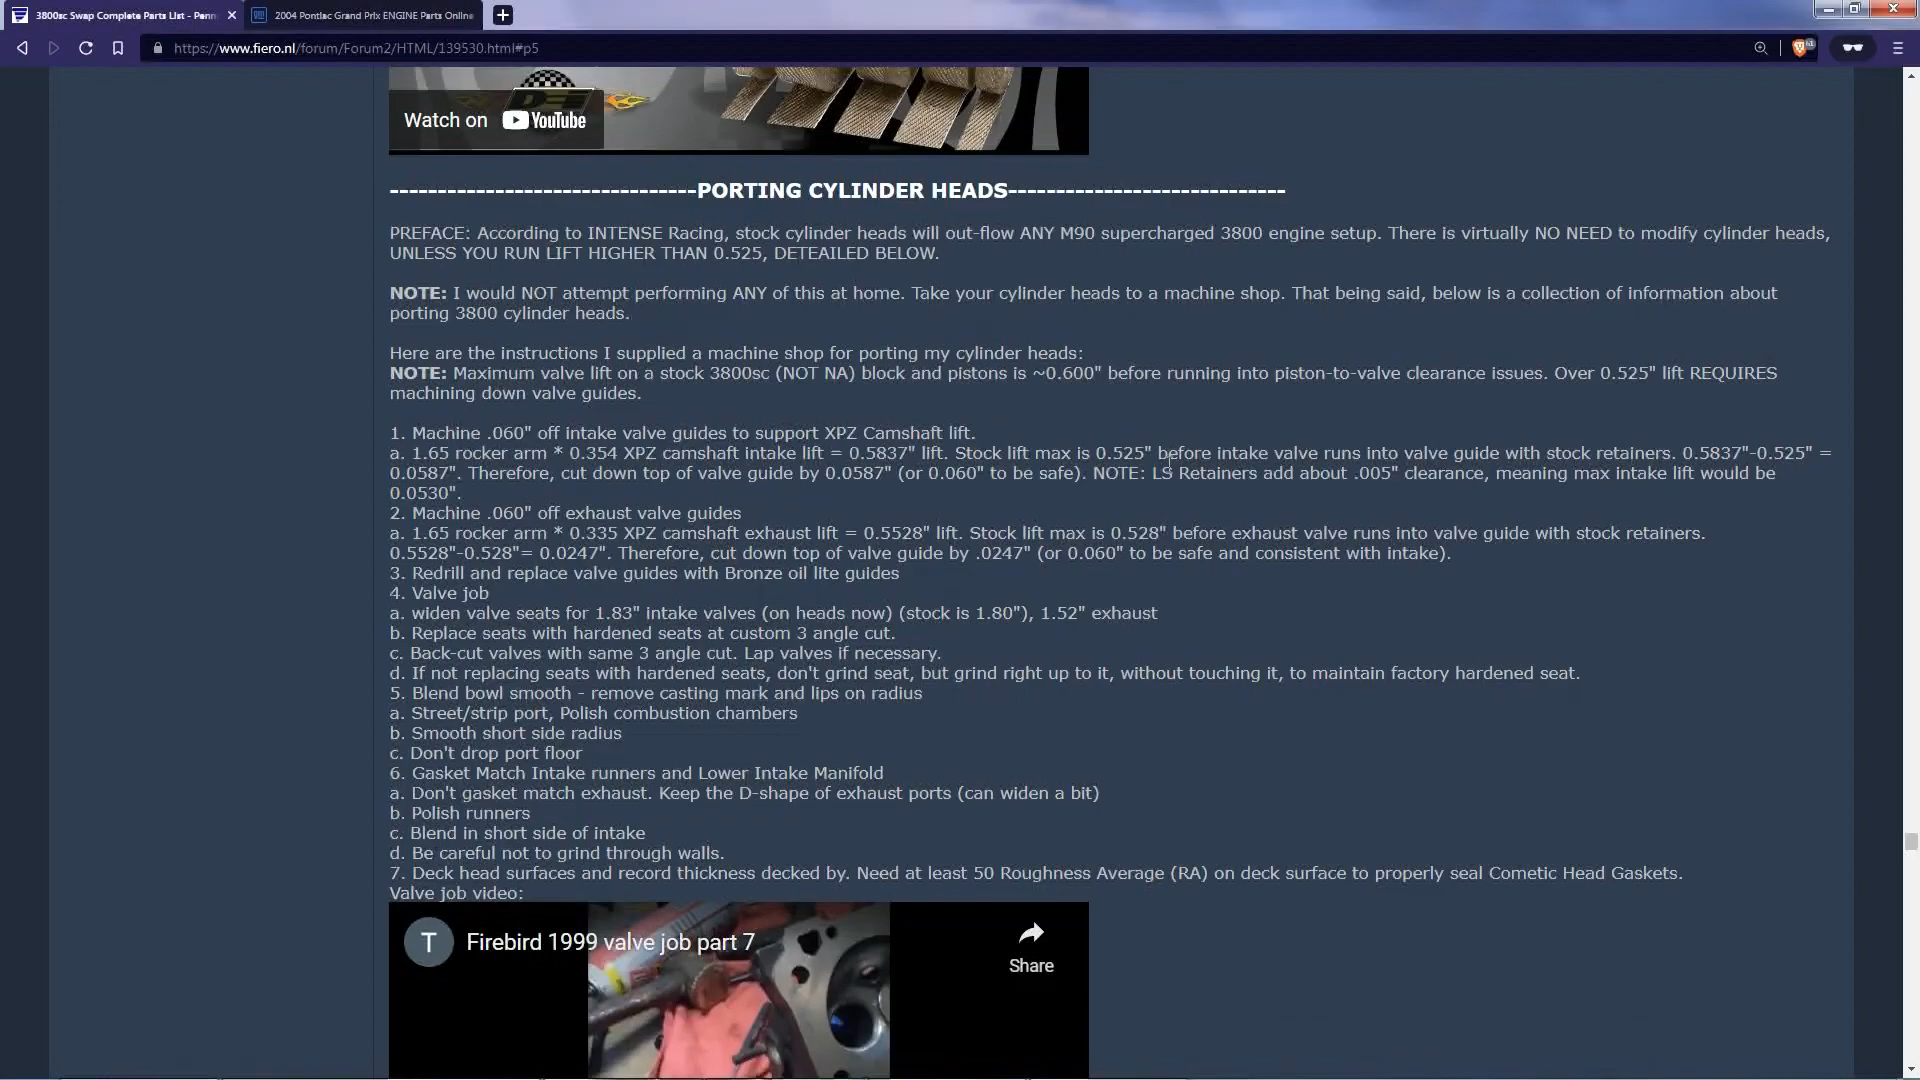 3800sc Swap Complete Parts List - Penn
2004 Pontiac Grand Prix ENGINE Parts Online
https://www.fiero.nl/forum/Forum2/HTML/139530.html#p5
Watch on YouTube
------------------------------PORTING CYLINDER HEADS---------------------------
PREFACE: According to INTENSE Racing, stock cylinder heads will out-flow ANY M90 supercharged 3800 engine setup. There is virtually NO NEED to modify cylinder heads,
UNLESS YOU RUN LIFT HIGHER THAN 0.525, DETEAILED BELOW.
NOTE: I would NOT attempt performing ANY of this at home. Take your cylinder heads to a machine shop. That being said, below is a collection of information about
porting 3800 cylinder heads.
Here are the instructions I supplied a machine shop for porting my cylinder heads:
NOTE: Maximum valve lift on a stock 3800sc (NOT NA) block and pistons is ~0.600" before running into piston-to-valve clearance issues. Over 0.525" lift REQUIRES
machining down valve guides.
1. Machine .060" off intake valve guides to support XPZ Camshaft lift.
a. 1.65 rocker arm * 0.354 XPZ camshaft intake lift = 0.5837" lift. Stock lift max is 0.525" before intake valve runs into valve guide with stock retainers. 0.5837"-0.525" =
0.0587". Therefore, cut down top of valve guide by 0.0587" (or 0.060" to be safe). NOTE: LS Retainers add about .005" clearance, meaning max intake lift would be
0.0530".
2. Machine .060" off exhaust valve guides
a. 1.65 rocker arm * 0.335 XPZ camshaft exhaust lift = 0.5528" lift. Stock lift max is 0.528" before exhaust valve runs into valve guide with stock retainers.
0.5528"-0.528"= 0.0247". Therefore, cut down top of valve guide by .0247" (or 0.060" to be safe and consistent with intake).
3. Redrill and replace valve guides with Bronze oil lite guides
4. Valve job
a. widen valve seats for 1.83" intake valves (on heads now) (stock is 1.80"), 1.52" exhaust
b. Replace seats with hardened seats at custom 3 angle cut.
c. Back-cut valves with same 3 angle cut. Lap valves if necessary.
d. If not replacing seats with hardened seats, don't grind seat, but grind right up to it, without touching it, to maintain factory hardened seat.
5. Blend bowl smooth - remove casting mark and lips on radius
a. Street/strip port, Polish combustion chambers
b. Smooth short side radius
c. Don't drop port floor
6. Gasket Match Intake runners and Lower Intake Manifold
a. Don't gasket match exhaust. Keep the D-shape of exhaust ports (can widen a bit)
b. Polish runners
c. Blend in short side of intake
d. Be careful not to grind through walls.
7. Deck head surfaces and record thickness decked by. Need at least 50 Roughness Average (RA) on deck surface to properly seal Cometic Head Gaskets.
Valve job video:
T
Firebird 1999 valve job part 7
Share